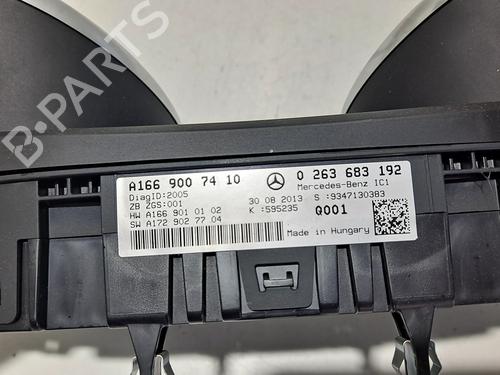 B-PARTS
A166 900 74 10 0 263 683 192
DiagID:2005 Mercedes-Benz IC1
ZB ZGS:001 30 08 2013 S :9347130383
HW A166 901 01 02 K :595235 Q001
SW A172 902 77 04
Made in Hungary